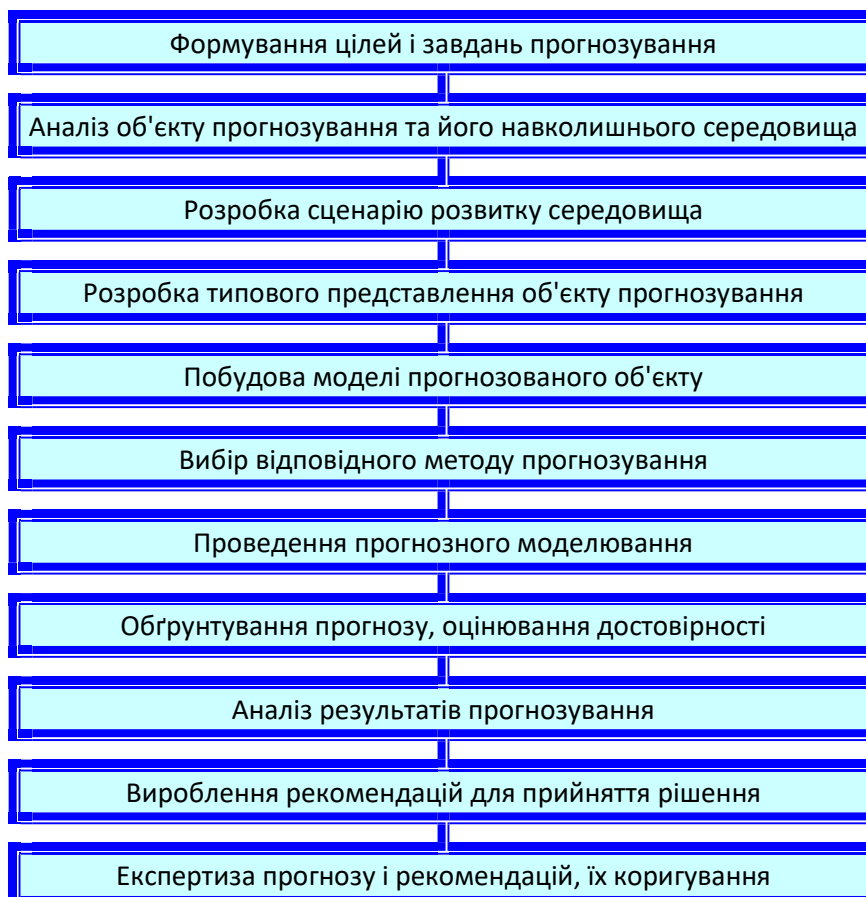 Формування цілей і завдань прогнозування
Аналіз об'єкту прогнозування та його навколишнього середовища
Розробка сценарію розвитку середовища
Розробка типового представлення об'єкту прогнозування
Побудова моделі прогнозованого об'єкту
Вибір відповідного методу прогнозування
Проведення прогнозного моделювання
Обґрунтування прогнозу, оцінювання достовірності
Аналіз результатів прогнозування
Вироблення рекомендацій для прийняття рішення
Експертиза прогнозу і рекомендацій, їх коригування